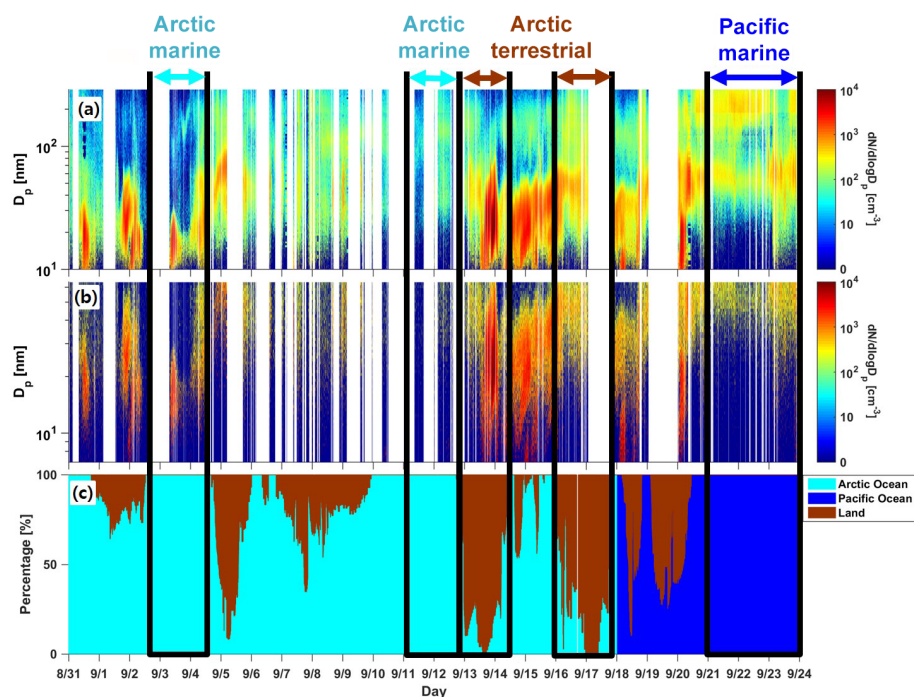 Arctic marine
Arctic marine
Arctic terrestrial
Pacific marine
(a)
Dp [nm]
10^2
10^1
10^4
10^3
10^2
10
0
dN/dlogDp [cm^-3]
(b)
Dp [nm]
10^1
10^4
10^3
10^2
10
0
dN/dlogDp [cm^-3]
(c)
Percentage [%]
100
50
0
Arctic Ocean
Pacific Ocean
Land
8/31 9/1 9/2 9/3 9/4 9/5 9/6 9/7 9/8 9/9 9/10 9/11 9/12 9/13 9/14 9/15 9/16 9/17 9/18 9/19 9/20 9/21 9/22 9/23 9/24
Day